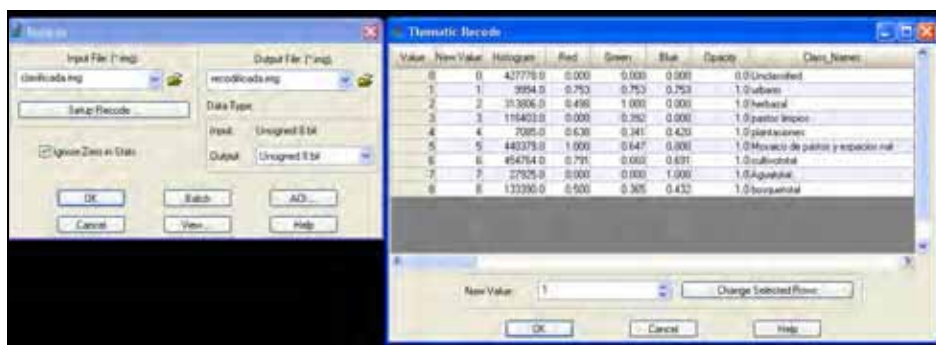 Recode
Input File: (*.img)
Output File: (*.img)
clasificada.img
recodificada.img
Setup Recode ...
Data Type:
Input: Unsigned 8 bit
Ignore Zero in Stats
Output: Unsigned 8 bit
OK
Batch
AOI ...
Cancel
View ...
Help
Thematic Recode
Value New Value Histogram Red Green Blue Opacity Class_Names
0 0 427778.0 0.000 0.000 0.000 0.0 Unclassified
1 1 9994.0 0.753 0.753 0.753 1.0 urbano
2 2 313806.0 0.498 1.000 0.000 1.0 herbazal
3 3 116403.0 0.000 0.392 0.000 1.0 pastos limpios
4 4 7085.0 0.638 0.341 0.420 1.0 plantaciones
5 5 440379.0 1.000 0.647 0.000 1.0 Mosaico de pastos y espacios nat
6 6 454764.0 0.791 0.000 0.691 1.0 cultivototal
7 7 27925.0 0.000 0.000 1.000 1.0 Aguatotal
8 8 133390.0 0.500 0.365 0.432 1.0 bosquetotal
New Value: 1
Change Selected Rows
OK
Cancel
Help